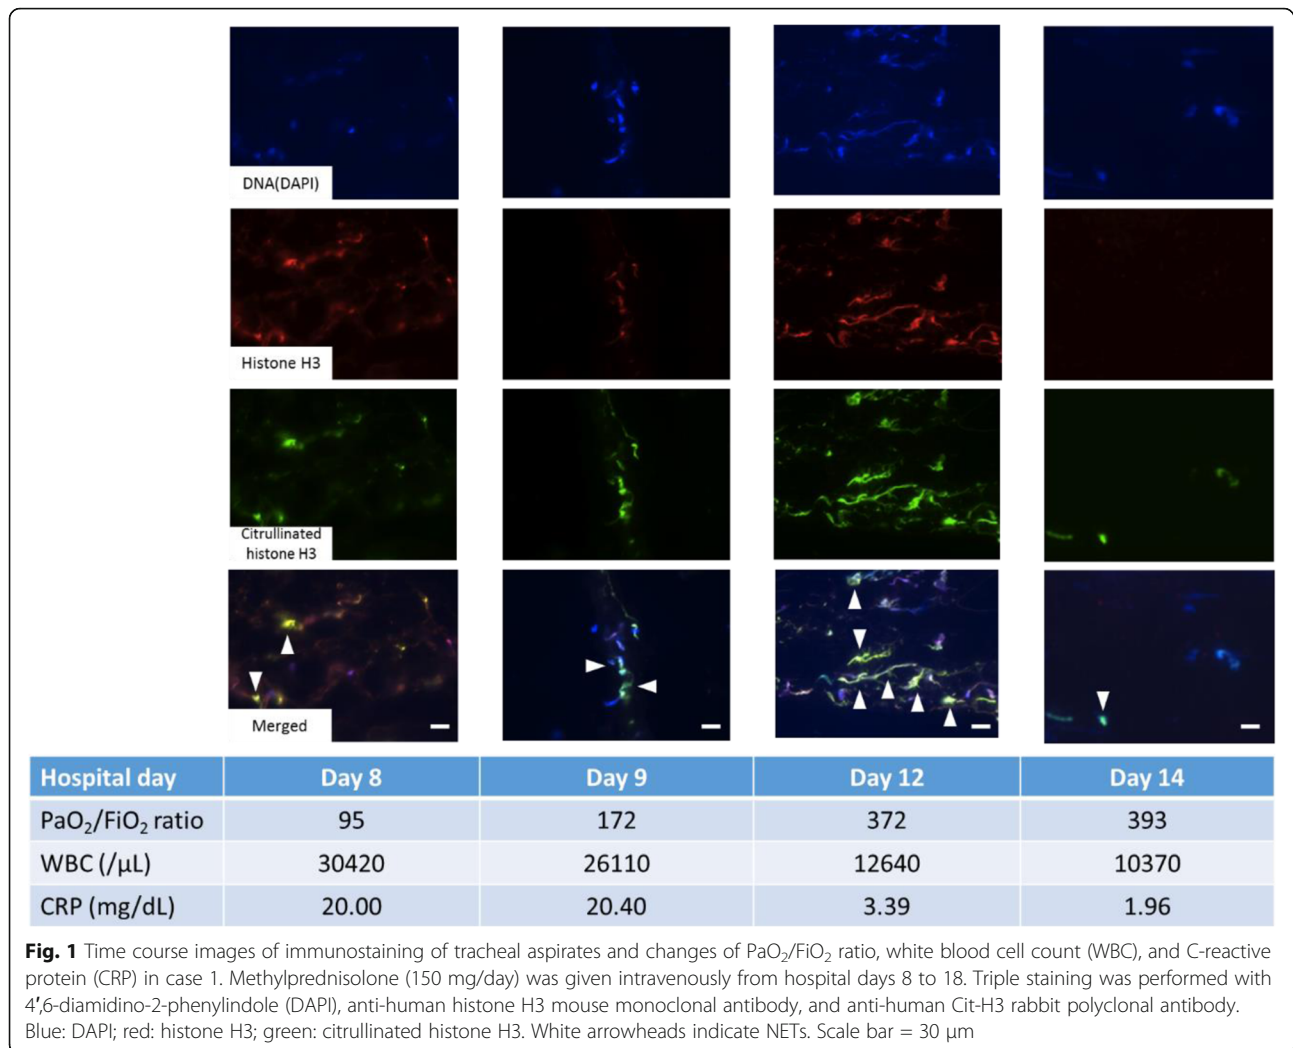 DNA(DAPI)
Histone H3
Citrullinated
histone H3
Merged
Hospital day Day 8 Day 9 Day 12 Day 14
PaO₂/FiO₂ ratio 95 172 372 393
WBC (/μL) 30420 26110 12640 10370
CRP (mg/dL) 20.00 20.40 3.39 1.96
Fig. 1 Time course images of immunostaining of tracheal aspirates and changes of PaO₂/FiO₂ ratio, white blood cell count (WBC), and C-reactive
protein (CRP) in case 1. Methylprednisolone (150 mg/day) was given intravenously from hospital days 8 to 18. Triple staining was performed with
4′,6-diamidino-2-phenylindole (DAPI), anti-human histone H3 mouse monoclonal antibody, and anti-human Cit-H3 rabbit polyclonal antibody.
Blue: DAPI; red: histone H3; green: citrullinated histone H3. White arrowheads indicate NETs. Scale bar = 30 μm